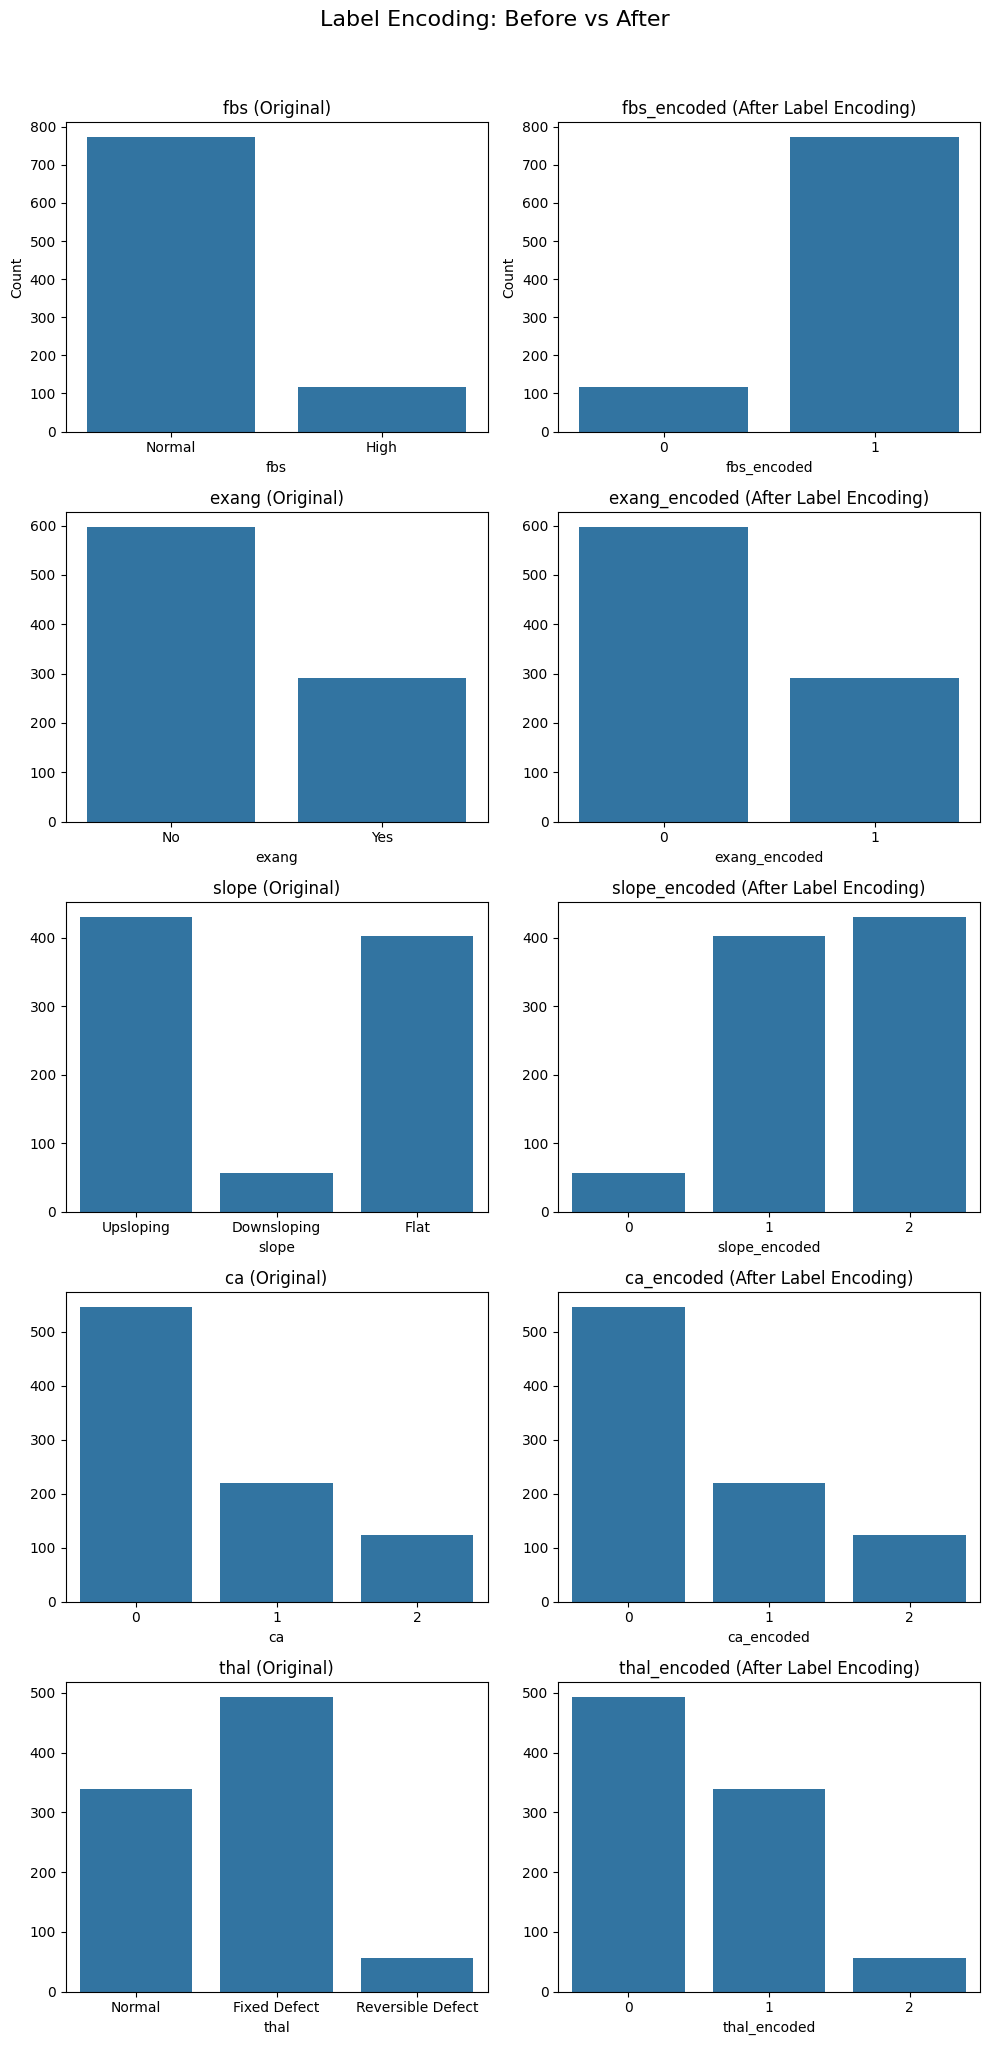 Label Encoding: Before vs After
fbs (Original)
800
700
600
500
400
300
200
100
0
Count
Normal High
fbs
fbs_encoded (After Label Encoding)
800
700
600
500
400
300
200
100
0
Count
0 1
fbs_encoded
exang (Original)
600
500
400
300
200
100
0
No Yes
exang
exang_encoded (After Label Encoding)
600
500
400
300
200
100
0
0 1
exang_encoded
slope (Original)
400
300
200
100
0
Upsloping Downsloping Flat
slope
slope_encoded (After Label Encoding)
400
300
200
100
0
0 1 2
slope_encoded
ca (Original)
500
400
300
200
100
0
0 1 2
ca
ca_encoded (After Label Encoding)
500
400
300
200
100
0
0 1 2
ca_encoded
thal (Original)
500
400
300
200
100
0
Normal Fixed Defect Reversible Defect
thal
thal_encoded (After Label Encoding)
500
400
300
200
100
0
0 1 2
thal_encoded